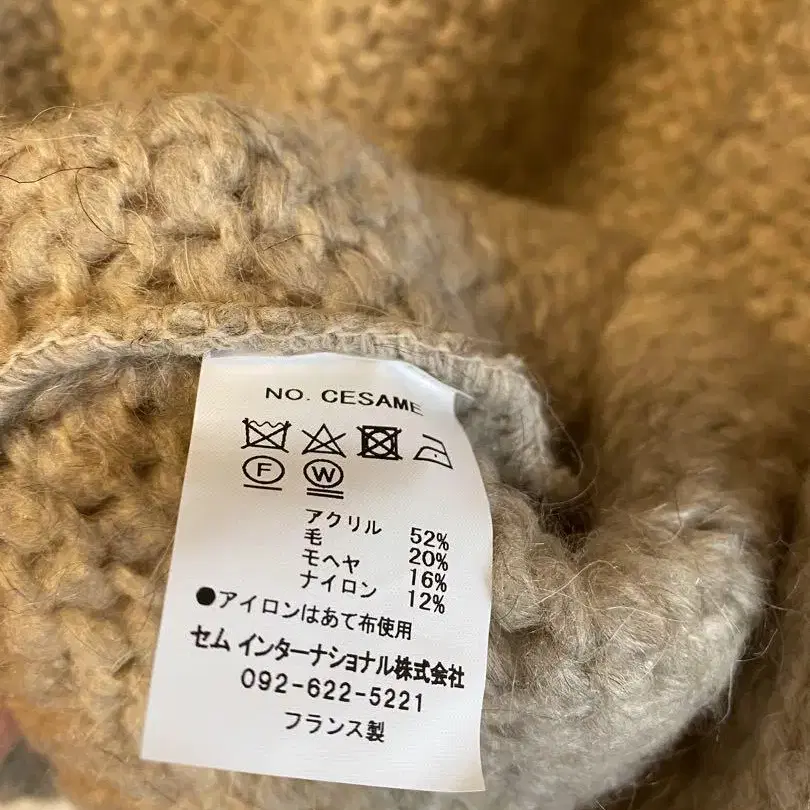 NO. CESAME
F W
アクリル 52%
毛 20%
モヘヤ 16%
ナイロン 12%
●アイロンはあて布使用
セム インターナショナル株式会社
092-622-5221
フランス製